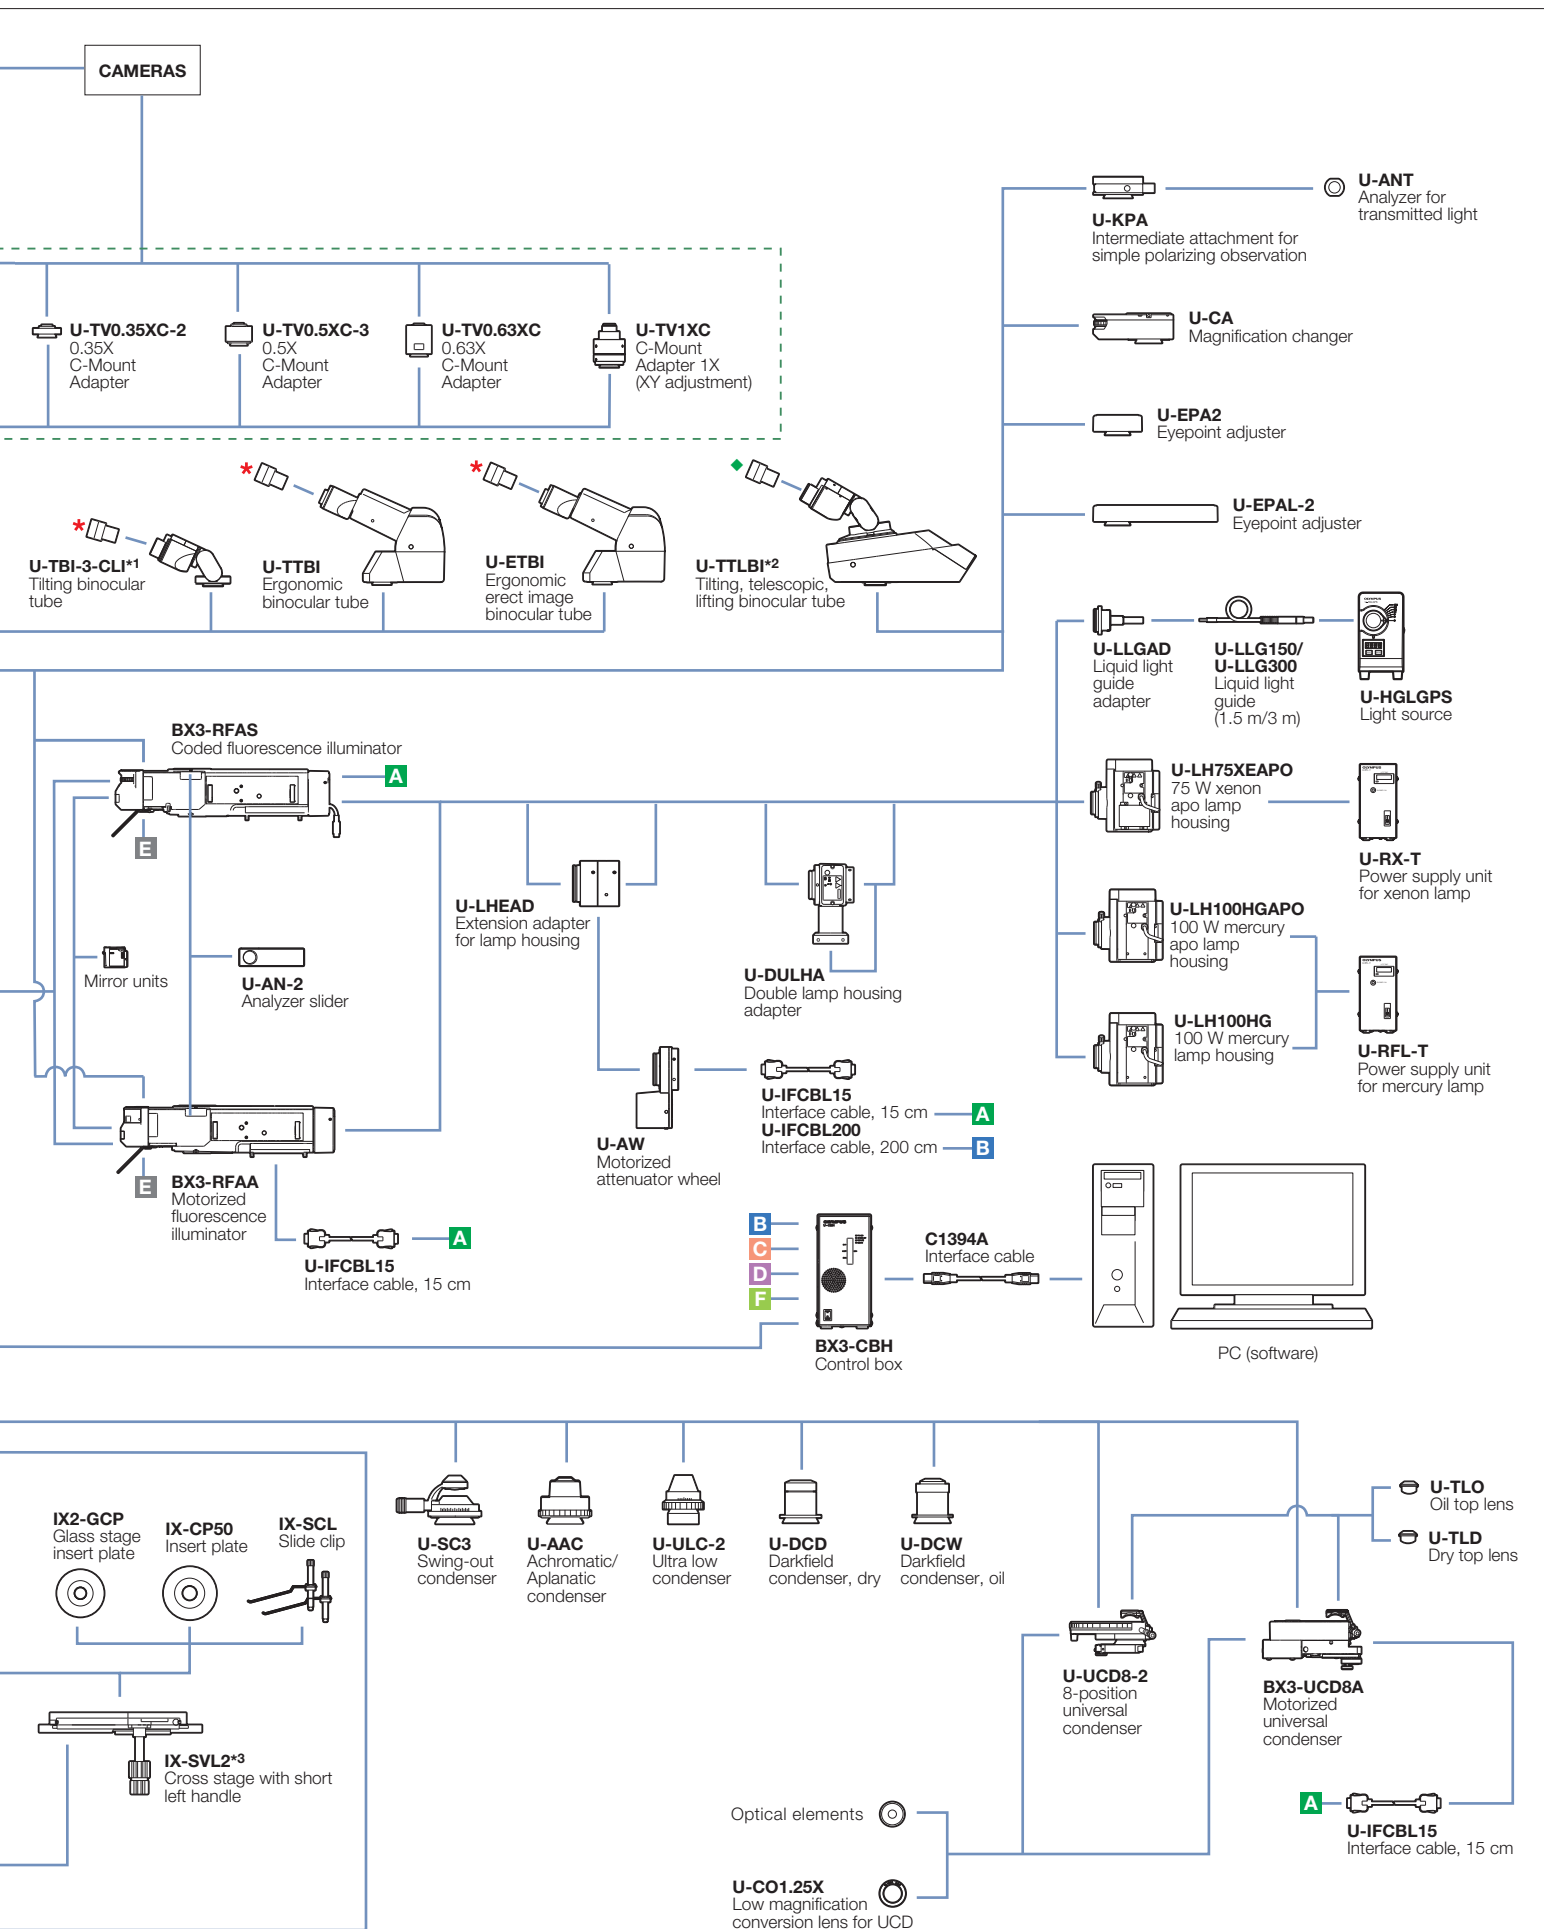 CAMERAS
U-ANT
Analyzer for
transmitted light
U-KPA
Intermediate attachment for
simple polarizing observation
U-TV0.35XC-2
0.35X
C-Mount
Adapter
U-TV0.5XC-3
0.5X
C-Mount
Adapter
U-TV0.63XC
0.63X
C-Mount
Adapter
U-TV1XC
C-Mount
Adapter 1X
(XY adjustment)
U-CA
Magnification changer
U-EPA2
Eyepoint adjuster
U-EPAL-2
Eyepoint adjuster
*
U-TBI-3-CLI*1
Tilting binocular
tube
*
U-TTBI
Ergonomic
binocular tube
*
U-ETBI
Ergonomic
erect image
binocular tube
◆
U-TTLBI*2
Tilting, telescopic,
lifting binocular tube
U-LLGAD
Liquid light
guide
adapter
U-LLG150/
U-LLG300
Liquid light
guide
(1.5 m/3 m)
OLYMPUS
U-HGLGPS
Light source
BX3-RFAS
Coded fluorescence illuminator
A
E
U-LH75XEAPO
75 W xenon
apo lamp
housing
OLYMPUS
U-RX-T
Power supply unit
for xenon lamp
U-LHEAD
Extension adapter
for lamp housing
U-DULHA
Double lamp housing
adapter
U-LH100HGAPO
100 W mercury
apo lamp
housing
Mirror units
U-AN-2
Analyzer slider
U-LH100HG
100 W mercury
lamp housing
OLYMPUS
U-RFL-T
Power supply unit
for mercury lamp
U-AW
Motorized
attenuator wheel
U-IFCBL15
Interface cable, 15 cm
A
U-IFCBL200
Interface cable, 200 cm
B
E
BX3-RFAA
Motorized
fluorescence
illuminator
A
U-IFCBL15
Interface cable, 15 cm
B
C
D
F
OLYMPUS
BX3-CBH
Control box
C1394A
Interface cable
PC (software)
IX2-GCP
Glass stage
insert plate
IX-CP50
Insert plate
IX-SCL
Slide clip
U-SC3
Swing-out
condenser
U-AAC
Achromatic/
Aplanatic
condenser
U-ULC-2
Ultra low
condenser
U-DCD
Darkfield
condenser, dry
U-DCW
Darkfield
condenser, oil
U-TLO
Oil top lens
U-TLD
Dry top lens
U-UCD8-2
8-position
universal
condenser
BX3-UCD8A
Motorized
universal
condenser
IX-SVL2*3
Cross stage with short
left handle
Optical elements
A
U-IFCBL15
Interface cable, 15 cm
U-CO1.25X
Low magnification
conversion lens for UCD